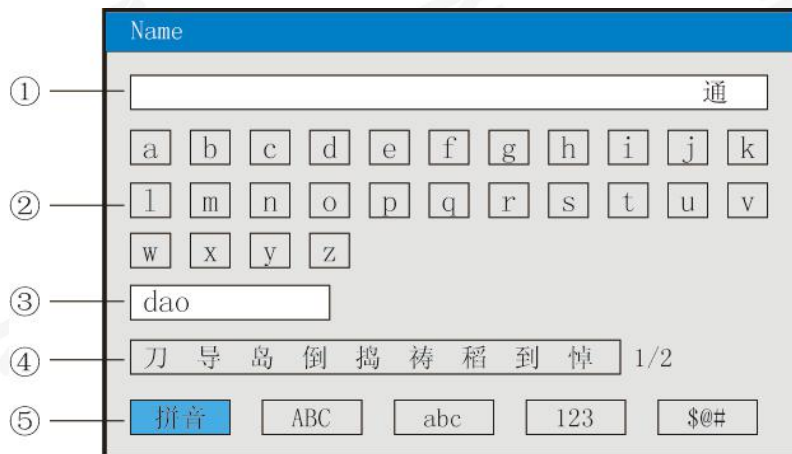 Name
① 通
a b c d e f g h i j k
② l m n o p q r s t u v
w x y z
③ dao
④ 刀 导 岛 倒 捣 祷 稻 到 悼 1/2
⑤ 拼音 ABC abc 123 $@#